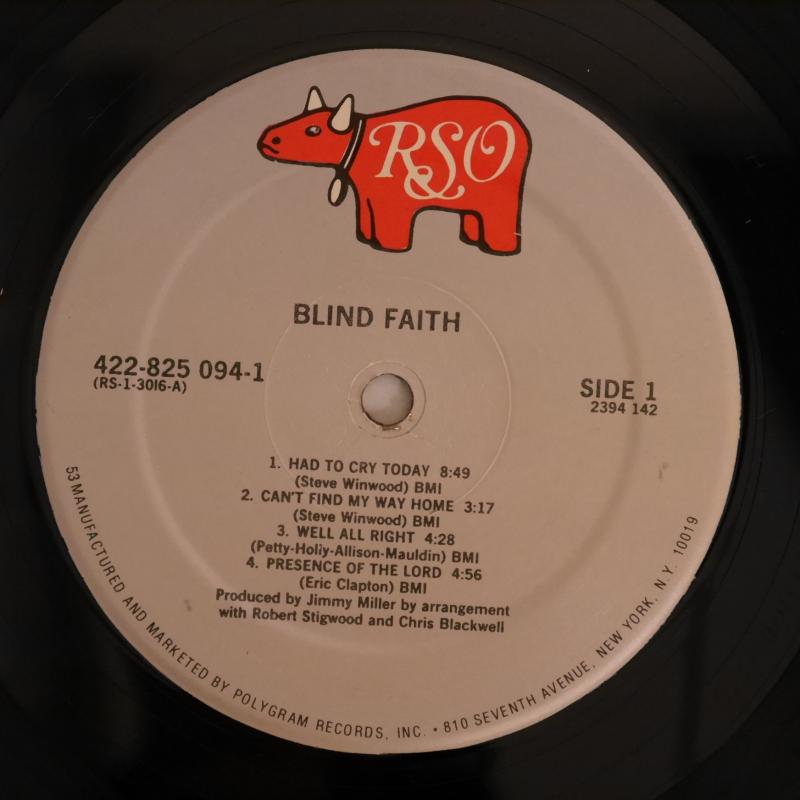 RSO
BLIND FAITH
422-825 094-1
(RS-1-3016-A)
SIDE 1
2394 142
1. HAD TO CRY TODAY 8:49
(Steve Winwood) BMI
2. CAN'T FIND MY WAY HOME 3:17
(Steve Winwood) BMI
3. WELL ALL RIGHT 4:28
(Petty-Holly-Allison-Mauldin) BMI
4. PRESENCE OF THE LORD 4:56
(Eric Clapton) BMI
Produced by Jimmy Miller by arrangement
with Robert Stigwood and Chris Blackwell
53 MANUFACTURED AND MARKETED BY POLYGRAM RECORDS, INC. • 810 SEVENTH AVENUE, NEW YORK, N.Y. 10019